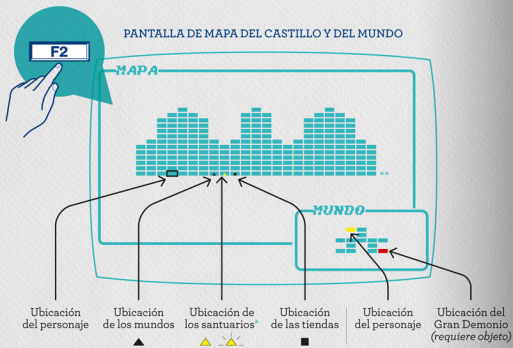 F2
PANTALLA DE MAPA DEL CASTILLO Y DEL MUNDO
MAPA
**
MUNDO
Ubicación
del personaje
Ubicación
de los mundos
Ubicación de
los santuarios*
Ubicación
de las tiendas
Ubicación
del personaje
Ubicación del
Gran Demonio
(requiere objeto)